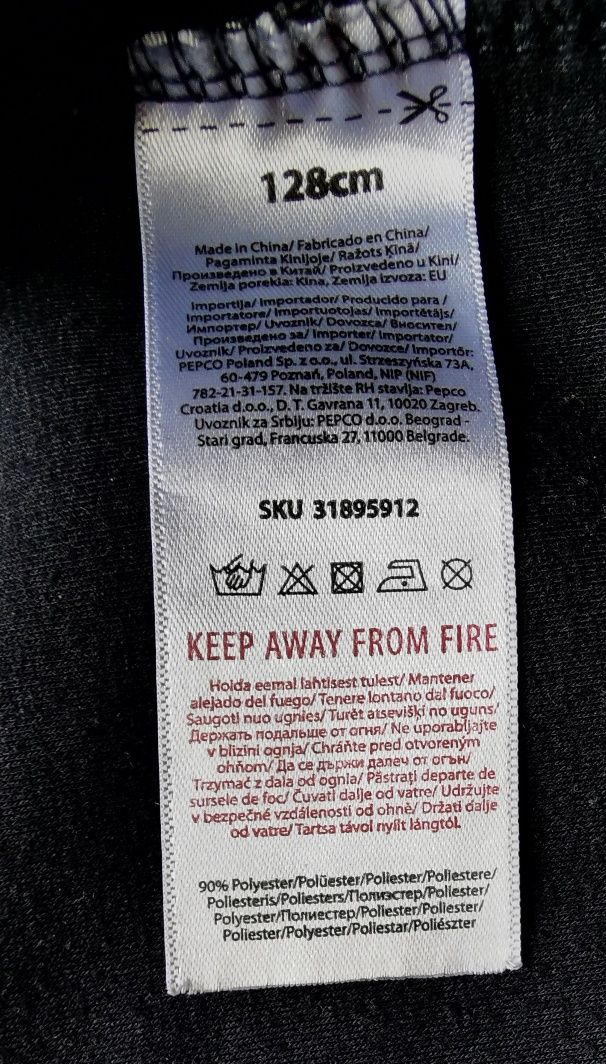 128cm
Made in China/ Fabricado en China/
Pagaminta Kinijoje/ Ražots Ķīnā/
Произведено в Китай/ Proizvedeno u Kini/
Zemlja porekla: Kina, Zemlja izvoza: EU
Importija/ Importador/ Producido para /
Importatore/ Importuotojas/ Importētājs/
Импортер/ Uvoznik/ Dovozca/ Вносител/
Произведено за/ Importer/ Importator/
Uvoznik/ Proizvedeno za/ Dovozce/ Importőr:
PEPCO Poland Sp. z o.o., ul. Strzeszyńska 73A,
60-479 Poznań, Poland, NIP (NIF)
782-21-31-157. Na tržište RH stavlja: Pepco
Croatia d.o.o., D. T. Gavrana 11, 10020 Zagreb.
Uvoznik za Srbiju: PEPCO d.o.o. Beograd -
Stari grad, Francuska 27, 11000 Belgrade.
SKU 31895912
KEEP AWAY FROM FIRE
Hoida eemal lahtisest tulest/ Mantener
alejado del fuego/ Tenere lontano dal fuoco/
Saugoti nuo ugnies/ Turēt atsevišķi no uguns/
Держать подальше от огня/ Ne uporabljajte
v bližini ognja/ Chráňte pred otvoreným
ohňom/ Да се държи далеч от огън/
Trzymać z dala od ognia/ Păstrați departe de
sursele de foc/ Čuvati dalje od vatre/ Udržujte
v bezpečné vzdálenosti od ohně/ Držati dalje
od vatre/ Tartsa távol nyílt lángtól.
90% Polyester/Polüester/Poliester/Poliestere/
Poliesteris/Poliesters/Полиэстер/Poliester/
Polyester/Полиестер/Poliester/Poliester/
Poliester/Polyester/Poliestar/Poliészter